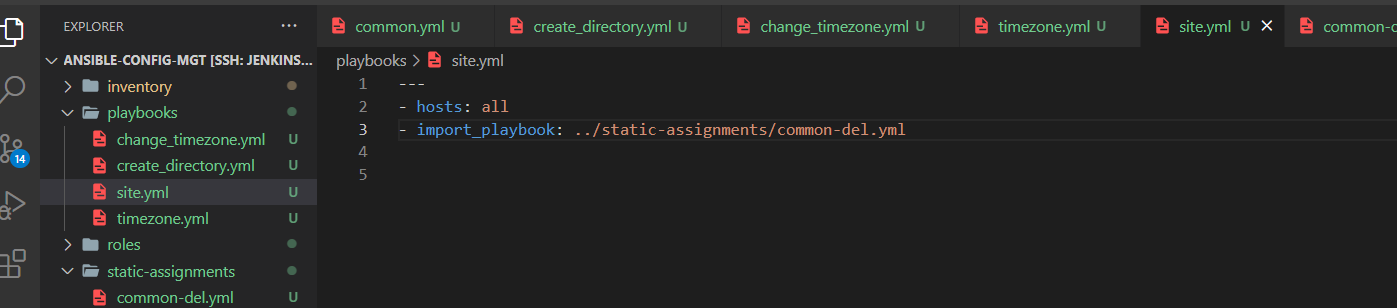 EXPLORER
ANSIBLE-CONFIG-MGT [SSH: JENKINS...
inventory
playbooks
change_timezone.yml U
create_directory.yml U
site.yml U
timezone.yml U
roles
static-assignments
common-del.yml U
14
common.yml U
create_directory.yml U
change_timezone.yml U
timezone.yml U
site.yml U
common-d
playbooks > site.yml
1 ---
2 - hosts: all
3 - import_playbook: ../static-assignments/common-del.yml
4
5